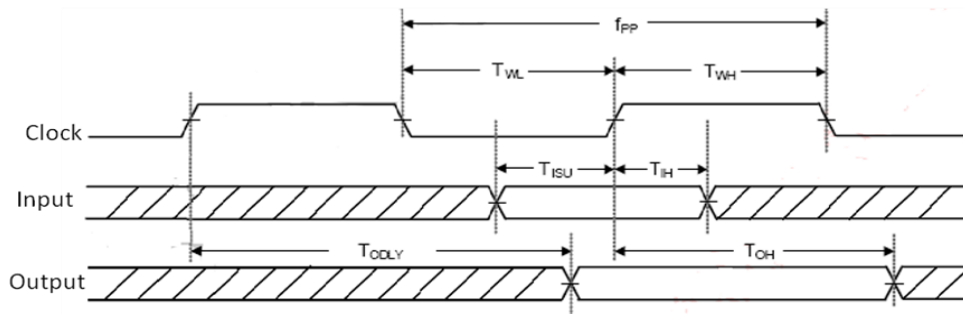 fPP
TWL TWH
Clock
TISU TIH
Input
TODLY TOH
Output